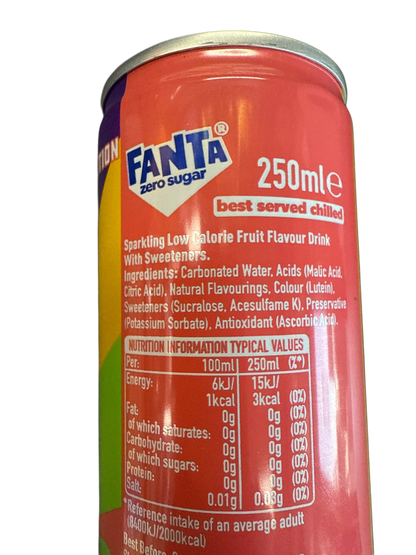 TION
FANTA®
zero sugar
250ml e
best served chilled
Sparkling Low Calorie Fruit Flavour Drink
With Sweeteners.
Ingredients: Carbonated Water, Acids (Malic Acid,
Citric Acid), Natural Flavourings, Colour (Lutein),
Sweeteners (Sucralose, Acesulfame K), Preservative
(Potassium Sorbate), Antioxidant (Ascorbic Acid).
NUTRITION INFORMATION TYPICAL VALUES
Per: 100ml 250ml (%*)
Energy: 6kJ/ 15kJ/
1kcal 3kcal (0%)
Fat: 0g 0g (0%)
of which saturates: 0g 0g (0%)
Carbohydrate: 0g 0g (0%)
of which sugars: 0g 0g (0%)
Protein: 0g 0g (0%)
Salt: 0.01g 0.03g (0%)
*Reference intake of an average adult
(8400kJ/2000kcal)
Best Before: